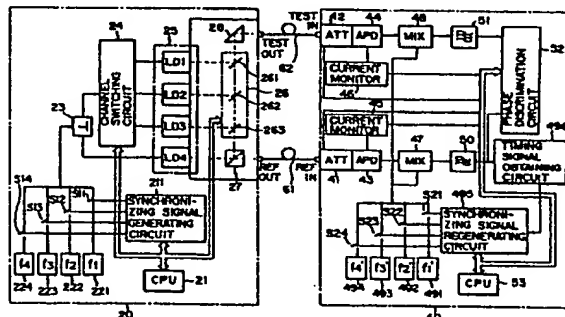 24
CHANNEL SWITCHING CIRCUIT
25
LD1
LD2
LD3
LD4
28
261
26
262
263
27
23
TEST OUT
TEST IN
62
REF OUT
REF IN
61
S14
S13
S12
S11
211
SYNCHRONIZING SIGNAL GENERATING CIRCUIT
f4
f3
f2
f1
224
223
222
221
CPU
21
20
42
44
48
51
ATT
APD
MIX
52
PHASE DISCRIMINATION CIRCUIT
CURRENT MONITOR
46
45
CURRENT MONITOR
47
50
ATT
APD
MIX
41
43
TIMING SIGNAL OBTAINING CIRCUIT
S24
S23
S22
S21
495
SYNCHRONIZING SIGNAL REGENERATING CIRCUIT
f4'
f3'
f2'
f1'
494
493
492
491
CPU
53